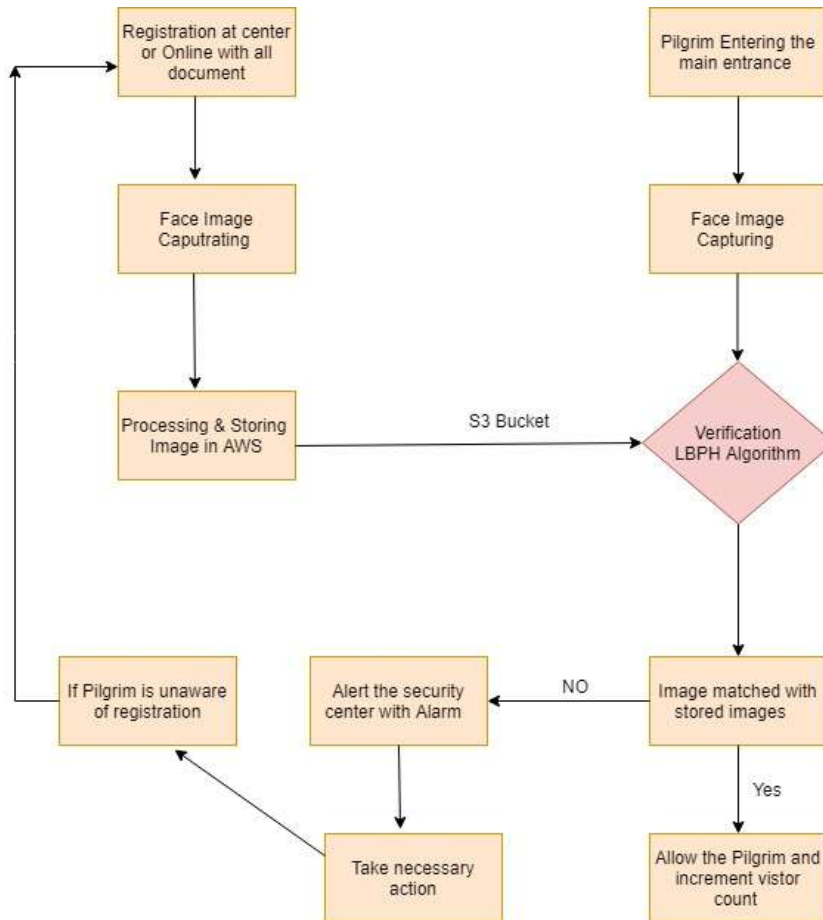 Registration at center
or Online with all
document
Pilgrim Entering the
main entrance
Face Image
Caputrating
Face Image
Capturing
Processing & Storing
Image in AWS
S3 Bucket
Verification
LBPH Algorithm
If Pilgrim is unaware
of registration
Alert the security
center with Alarm
NO
Image matched with
stored images
Yes
Take necessary
action
Allow the Pilgrim and
increment vistor
count